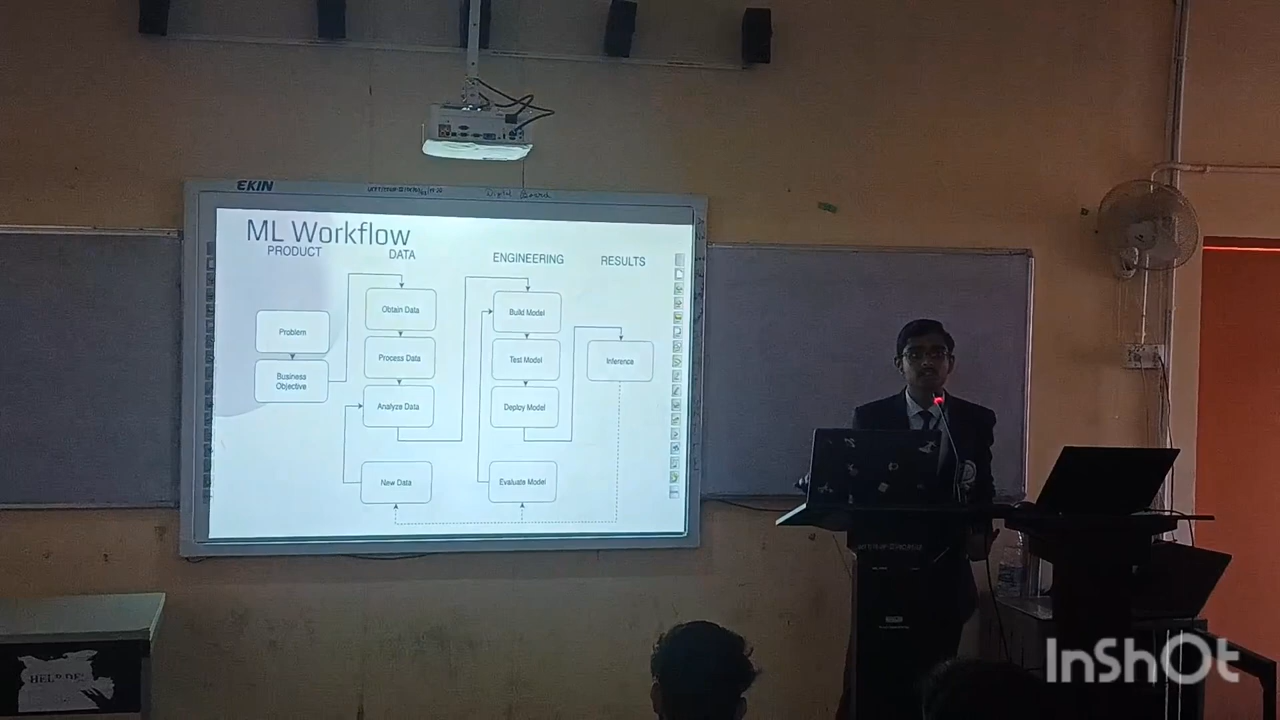 EKIN
ML Workflow
PRODUCT
DATA
ENGINEERING
RESULTS
Problem
Business
Objective
Obtain Data
Process Data
Analyze Data
New Data
Build Model
Test Model
Deploy Model
Evaluate Model
Inference
InShOt